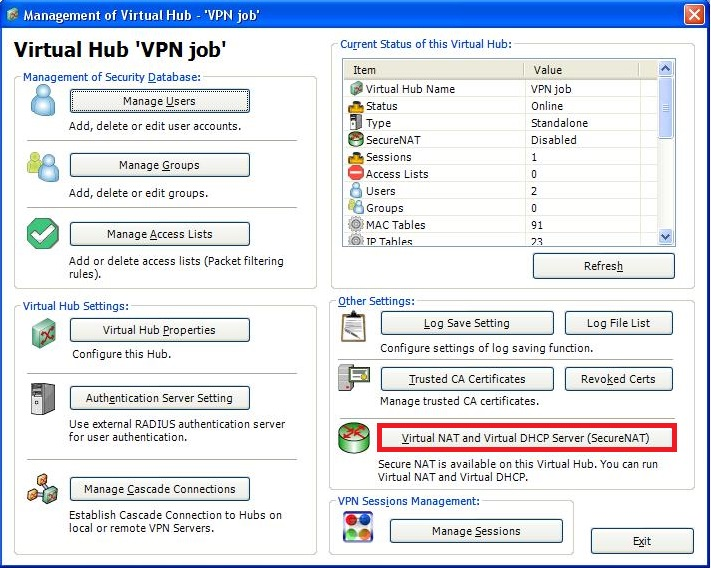 Management of Virtual Hub - 'VPN job'
Virtual Hub 'VPN job'
Management of Security Database:
Manage Users
Add, delete or edit user accounts.
Manage Groups
Add, delete or edit groups.
Manage Access Lists
Add or delete access lists (Packet filtering
rules).
Virtual Hub Settings:
Virtual Hub Properties
Configure this Hub.
Authentication Server Setting
Use external RADIUS authentication server
for user authentication.
Manage Cascade Connections
Establish Cascade Connection to Hubs on
local or remote VPN Servers.
Current Status of this Virtual Hub:
Item Value
Virtual Hub Name VPN job
Status Online
Type Standalone
SecureNAT Disabled
Sessions 1
Access Lists 0
Users 2
Groups 0
MAC Tables 91
IP Tables 23
Refresh
Other Settings:
Log Save Setting Log File List
Configure settings of log saving function.
Trusted CA Certificates Revoked Certs
Manage trusted CA certificates.
Virtual NAT and Virtual DHCP Server (SecureNAT)
Secure NAT is available on this Virtual Hub. You can run
Virtual NAT and Virtual DHCP.
VPN Sessions Management:
Manage Sessions
Exit